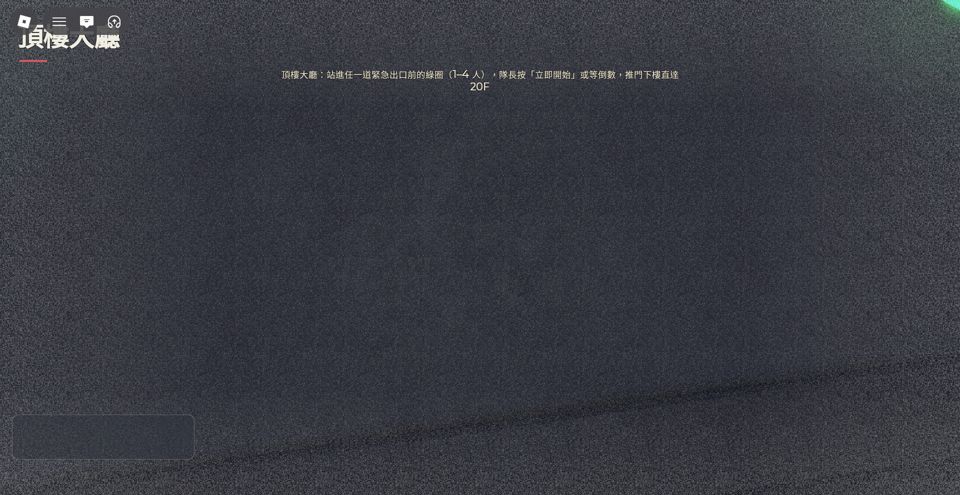 頂樓大廳
頂樓大廳：站進任一道緊急出口前的綠圈（1–4 人），隊長按「立即開始」或等倒數，推門下樓直達
20F